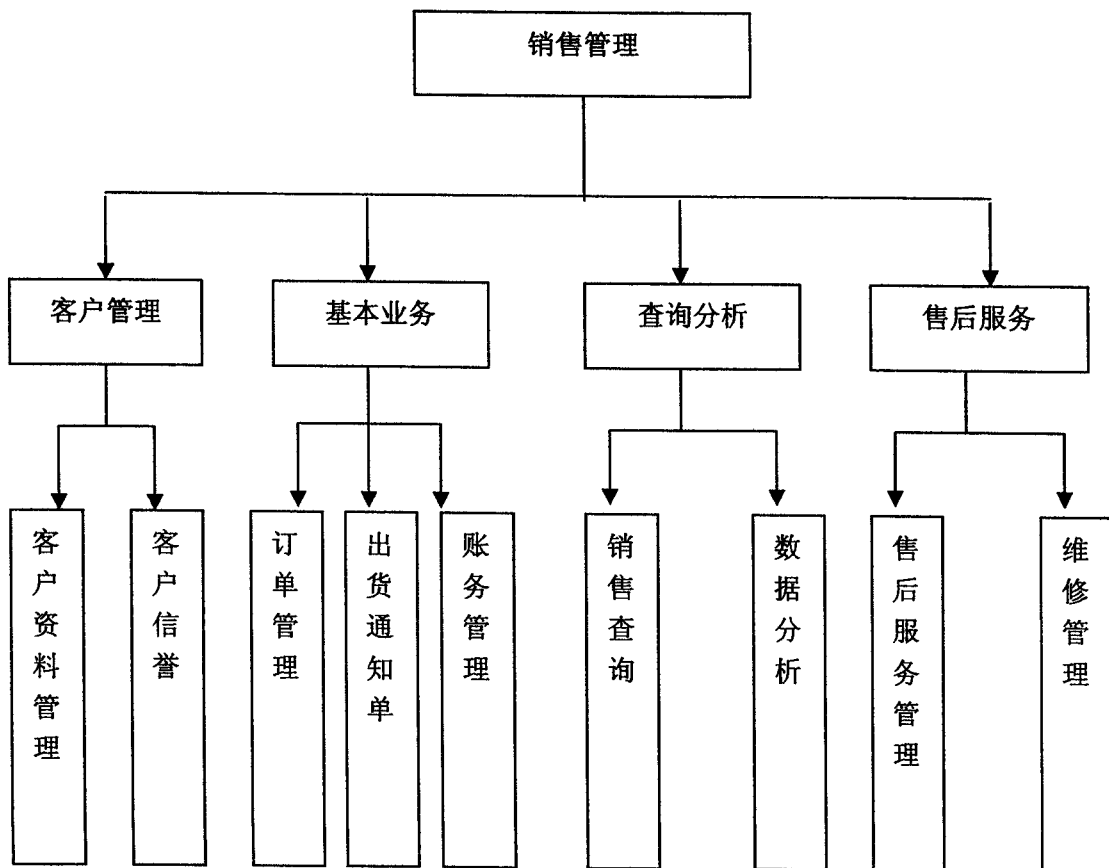 销售管理
客户管理
基本业务
查询分析
售后服务
客户资料管理
客户信誉
订单管理
出货通知单
账务管理
销售查询
数据分析
售后服务管理
维修管理